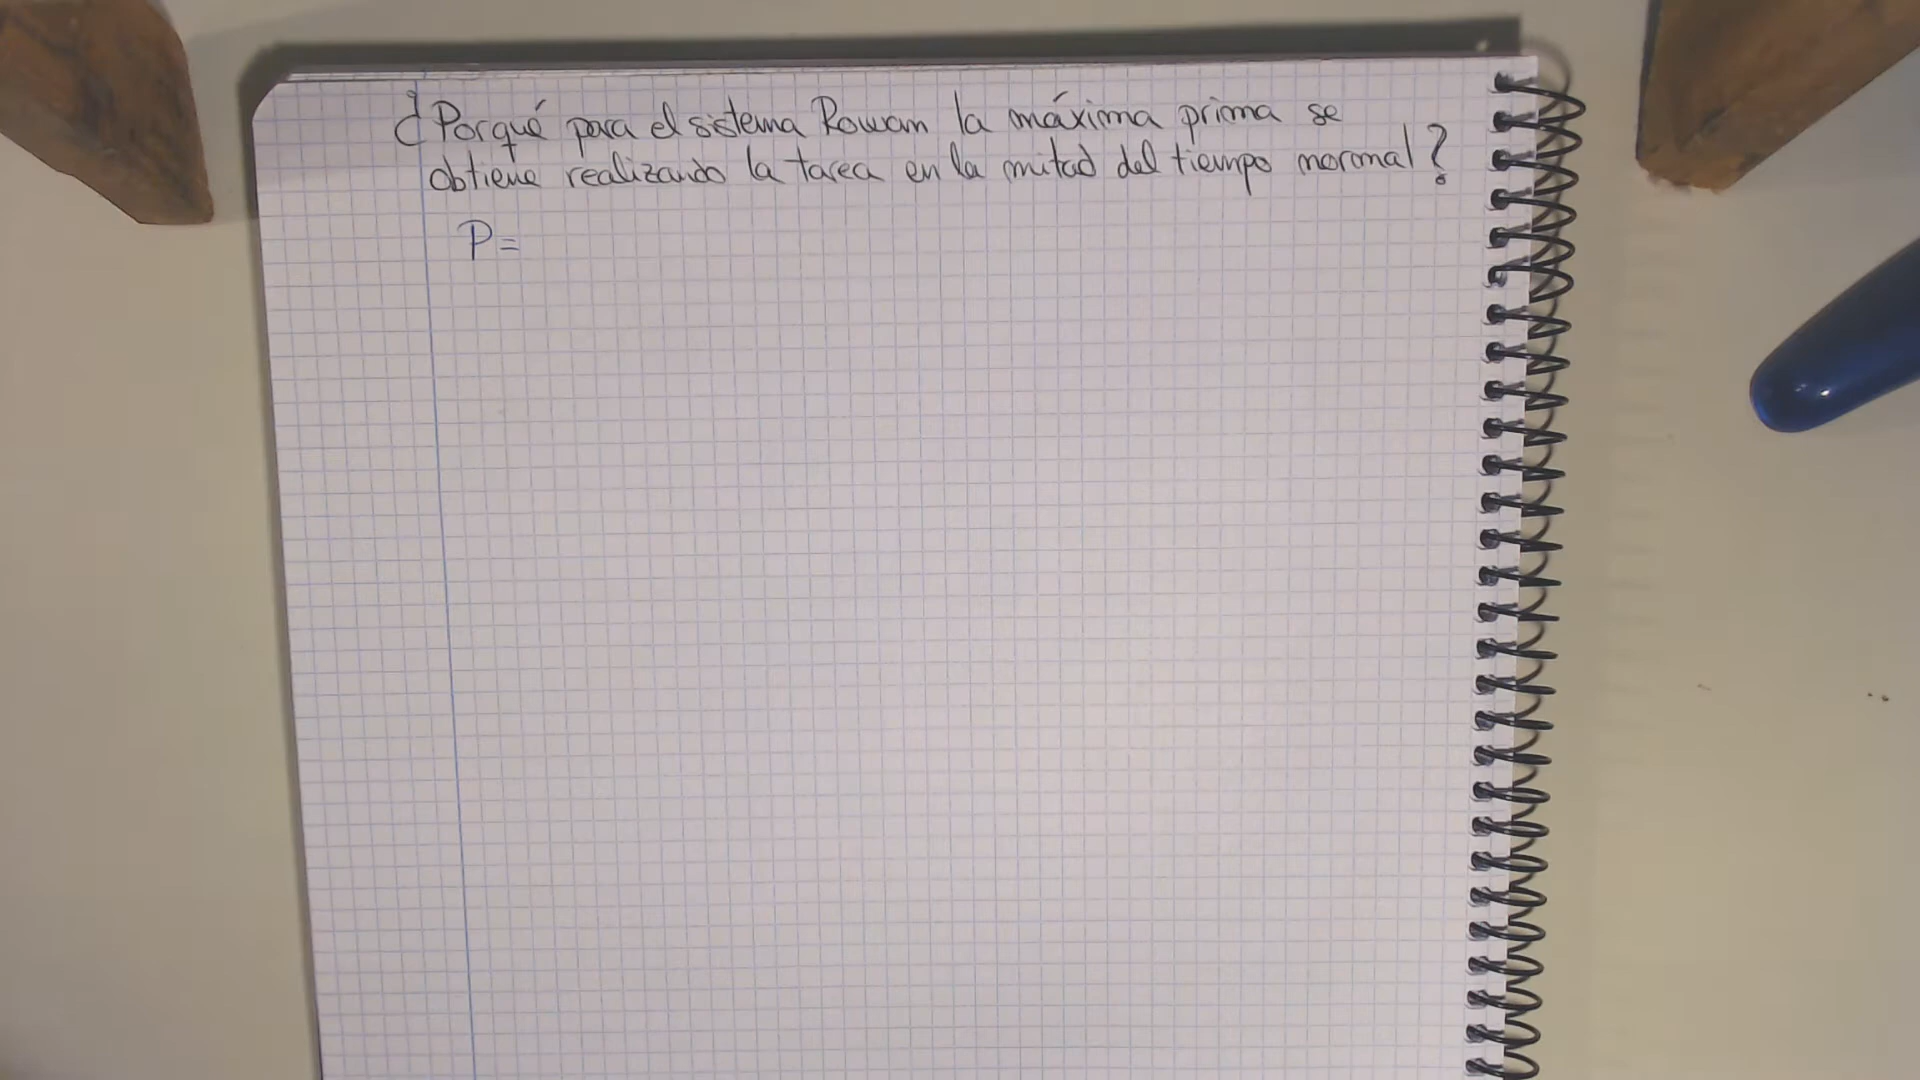 ¿Porqué para el sistema Rowan la máxima prima se
obtiene realizando la tarea en la mitad del tiempo normal?
P=